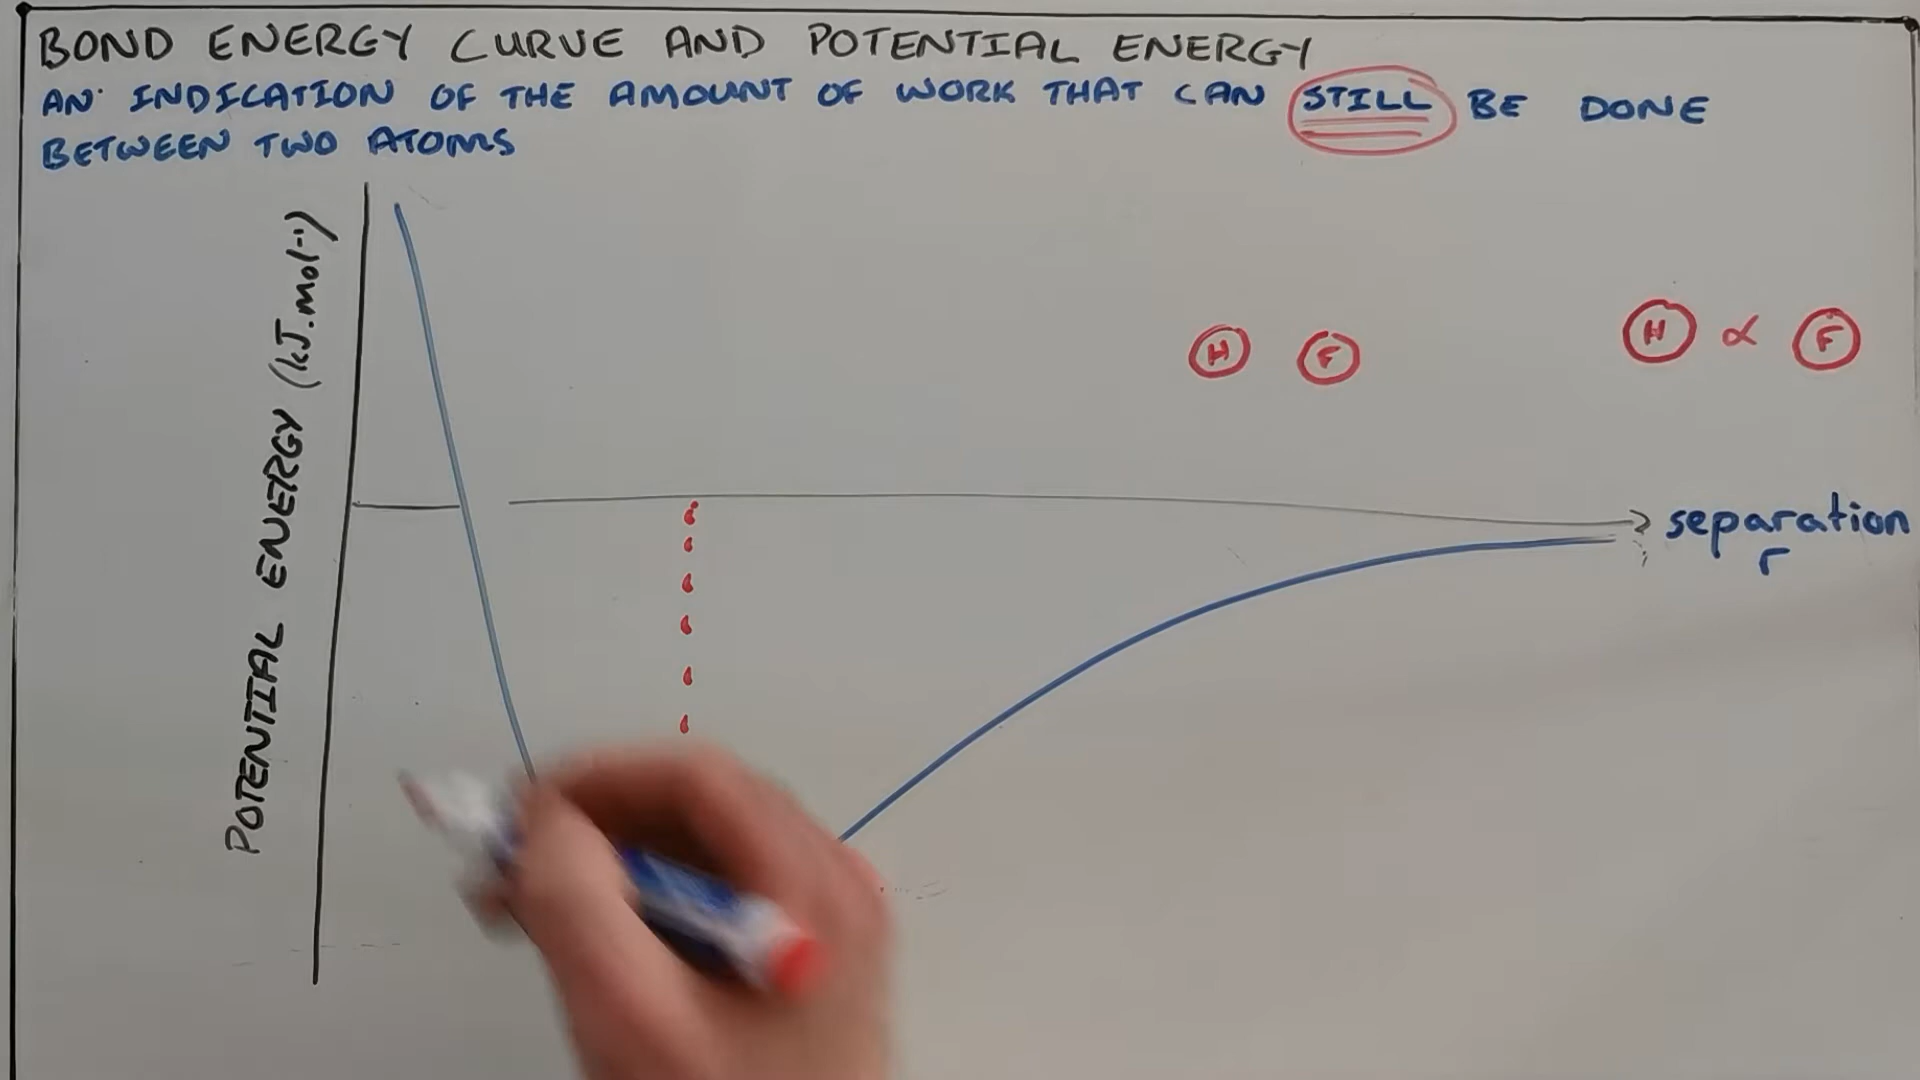 BOND ENERGY CURVE AND POTENTIAL ENERGY
AN INDICATION OF THE AMOUNT OF WORK THAT CAN STILL BE DONE
BETWEEN TWO ATOMS
POTENTIAL ENERGY (kJ.mol⁻¹)
H F
H ∝ F
separation
r